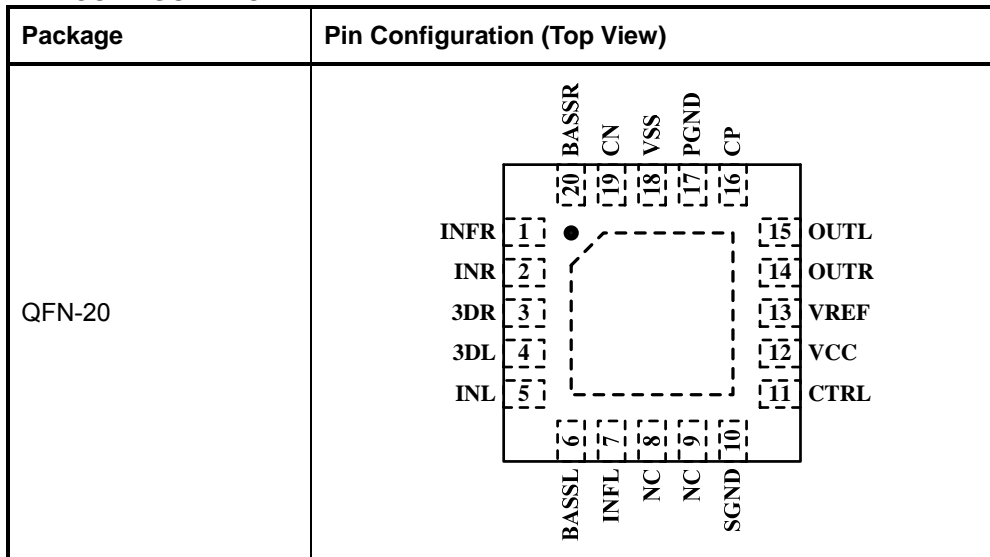 Package
Pin Configuration (Top View)
QFN-20
BASSR
CN
VSS
PGND
CP
20
19
18
17
16
INFR 1
INR 2
3DR 3
3DL 4
INL 5
15 OUTL
14 OUTR
13 VREF
12 VCC
11 CTRL
6
7
8
9
10
BASSL
INFL
NC
NC
SGND